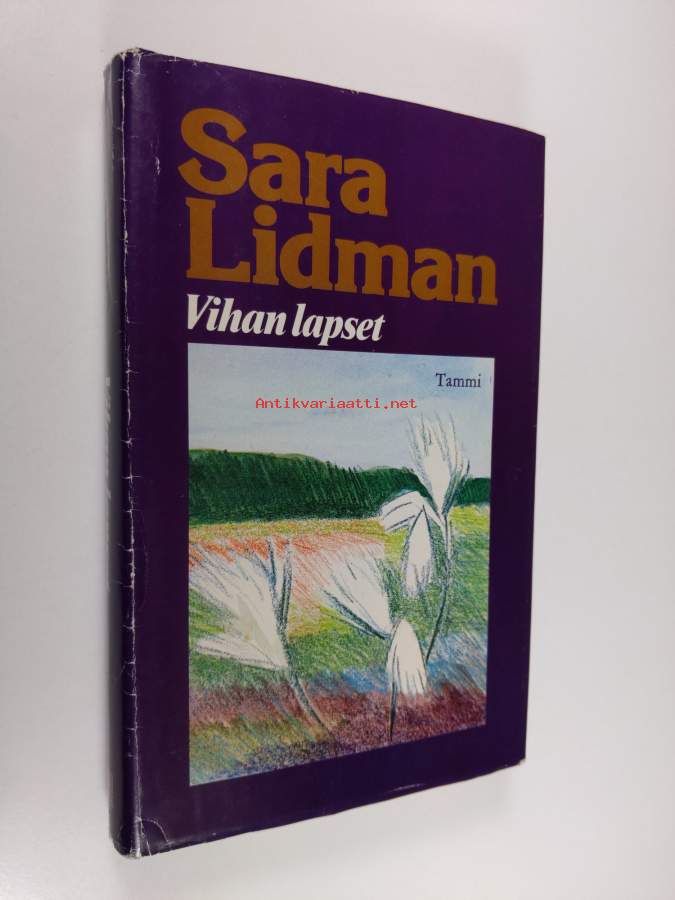 Sara
Lidman
Vihan lapset
Tammi
Antikvariaatti.net